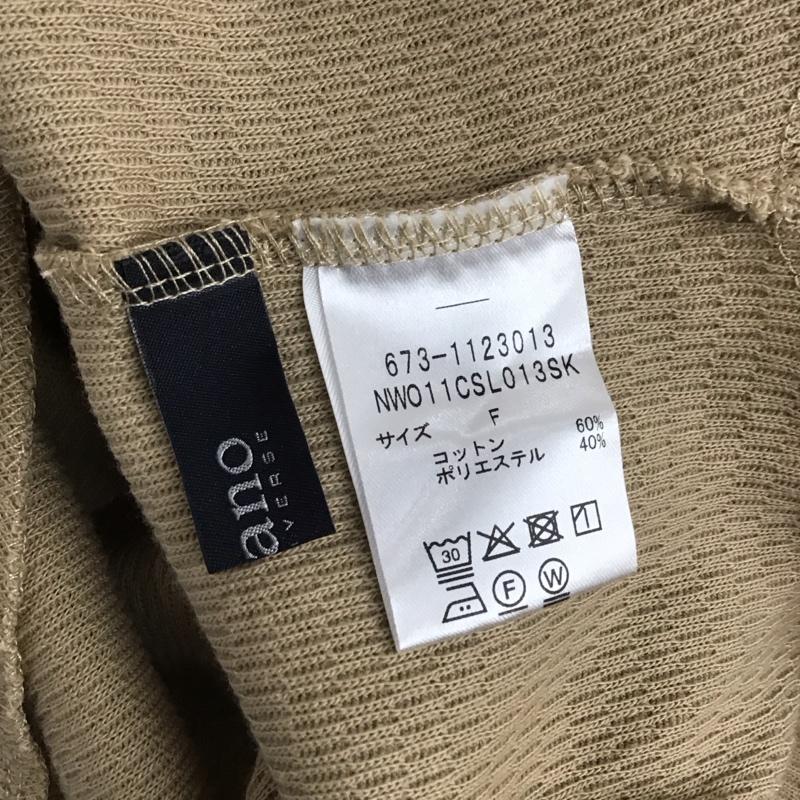 ano
VERSE
673-1123013
NW011CSL013SK
サイズ F
コットン 60%
ポリエステル 40%
30
F
W